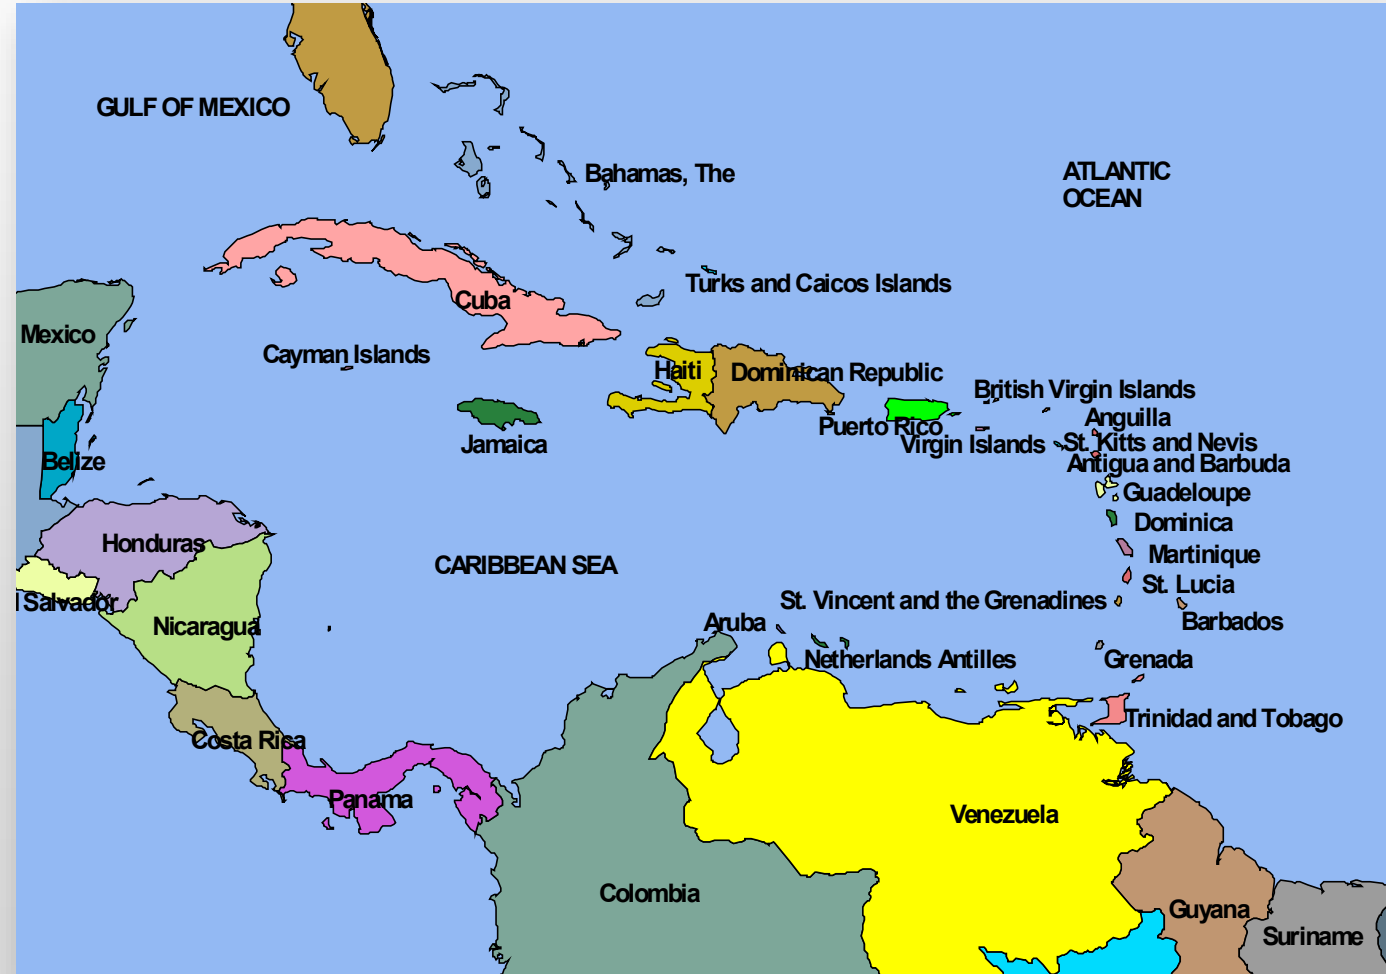 GULF OF MEXICO
Bahamas, The
ATLANTIC
OCEAN
Turks and Caicos Islands
Cuba
Mexico
Cayman Islands
Haiti
Dominican Republic
British Virgin Islands
Anguilla
Puerto Rico
Virgin Islands
St. Kitts and Nevis
Jamaica
Belize
Antigua and Barbuda
Guadeloupe
Dominica
Honduras
Martinique
CARIBBEAN SEA
St. Lucia
l Salvador
St. Vincent and the Grenadines
Barbados
Nicaragua
Aruba
Netherlands Antilles
Grenada
Trinidad and Tobago
Costa Rica
Panama
Venezuela
Colombia
Guyana
Suriname